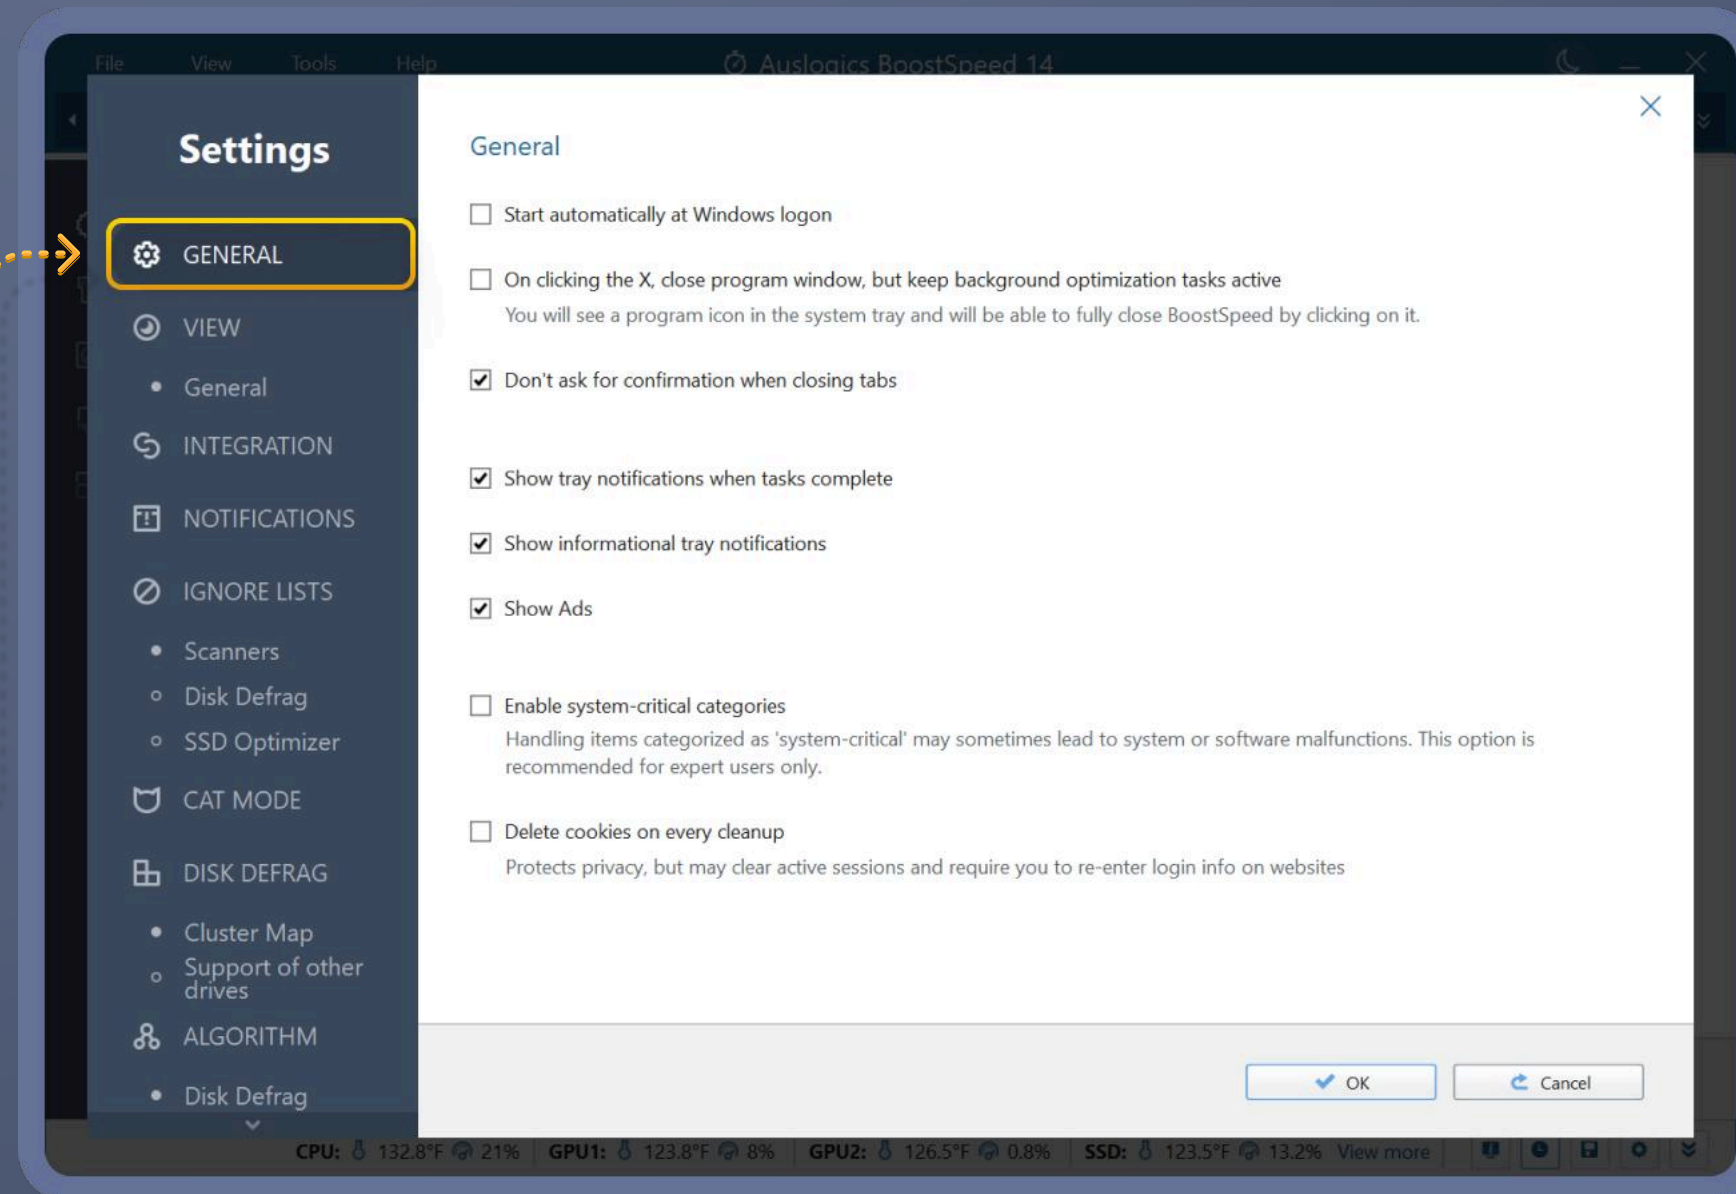 File View Tools Help
Auslogics BoostSpeed 14
Settings
GENERAL
VIEW
General
INTEGRATION
NOTIFICATIONS
IGNORE LISTS
Scanners
Disk Defrag
SSD Optimizer
CAT MODE
DISK DEFRAG
Cluster Map
Support of other
drives
ALGORITHM
Disk Defrag
General
Start automatically at Windows logon
On clicking the X, close program window, but keep background optimization tasks active
You will see a program icon in the system tray and will be able to fully close BoostSpeed by clicking on it.
Don't ask for confirmation when closing tabs
Show tray notifications when tasks complete
Show informational tray notifications
Show Ads
Enable system-critical categories
Handling items categorized as 'system-critical' may sometimes lead to system or software malfunctions. This option is
recommended for expert users only.
Delete cookies on every cleanup
Protects privacy, but may clear active sessions and require you to re-enter login info on websites
OK
Cancel
CPU: 132.8°F 21% GPU1: 123.8°F 8% GPU2: 126.5°F 0.8% SSD: 123.5°F 13.2% View more